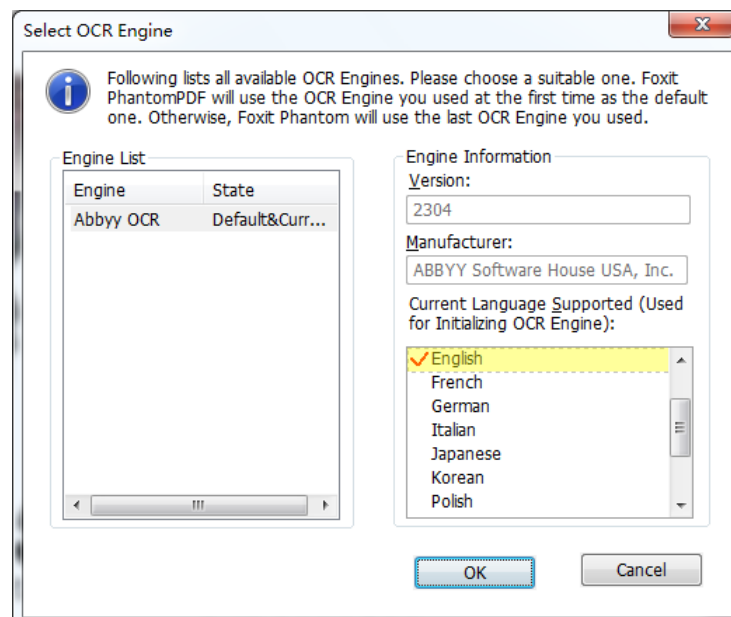 Select OCR Engine
Following lists all available OCR Engines. Please choose a suitable one. Foxit
PhantomPDF will use the OCR Engine you used at the first time as the default
one. Otherwise, Foxit Phantom will use the last OCR Engine you used.
Engine List
Engine State
Abbyy OCR Default&Curr...
Engine Information
Version:
2304
Manufacturer:
ABBYY Software House USA, Inc.
Current Language Supported (Used
for Initializing OCR Engine):
English
French
German
Italian
Japanese
Korean
Polish
OK Cancel